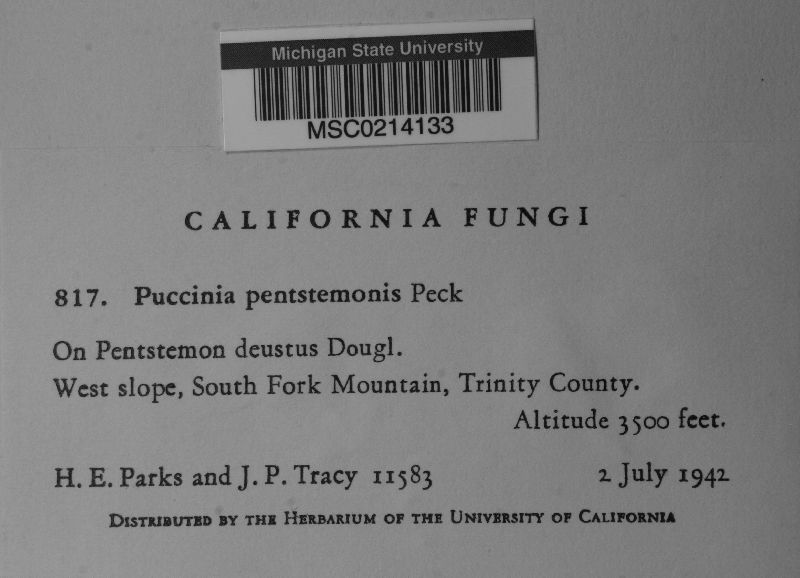 Michigan State University
MSC0214133
CALIFORNIA FUNGI
817. Puccinia pentstemonis Peck
On Pentstemon deustus Dougl.
West slope, South Fork Mountain, Trinity County.
Altitude 3500 feet.
H. E. Parks and J. P. Tracy 11583 2 July 1942
Distributed by the Herbarium of the University of California